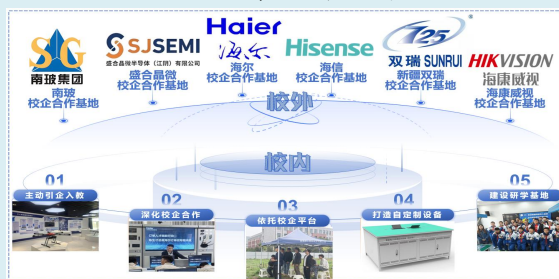 SG
南玻集团
南玻
校企合作基地
SJSEMI
盛合晶微半导体（江阴）有限公司
盛合晶微
校企合作基地
Haier
海尔
海尔
校企合作基地
Hisense
海信
校企合作基地
725
双瑞 SUNRUI
新疆双瑞
校企合作基地
HIKVISION
海康威视
海康威视
校企合作基地
校外
校内
01
主动引企入教
02
深化校企合作
03
依托校企平台
04
打造自定制设备
05
建设研学基地